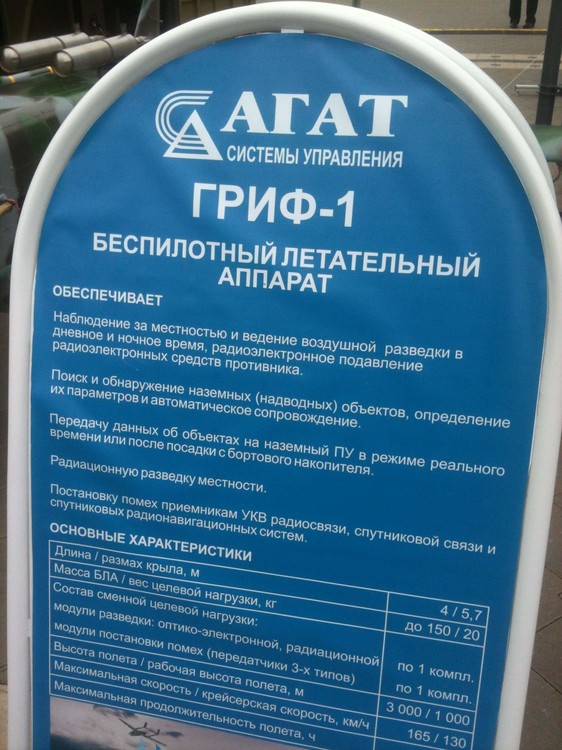 АГАТ
СИСТЕМЫ УПРАВЛЕНИЯ
ГРИФ-1
БЕСПИЛОТНЫЙ ЛЕТАТЕЛЬНЫЙ
АППАРАТ
ОБЕСПЕЧИВАЕТ
Наблюдение за местностью и ведение воздушной разведки в
дневное и ночное время, радиоэлектронное подавление
радиоэлектронных средств противника.
Поиск и обнаружение наземных (надводных) объектов, определение
их параметров и автоматическое сопровождение.
Передачу данных об объектах на наземный ПУ в режиме реального
времени или после посадки с бортового накопителя.
Радиационную разведку местности.
Постановку помех приемникам УКВ радиосвязи, спутниковой связи и
спутниковых радионавигационных систем.
ОСНОВНЫЕ ХАРАКТЕРИСТИКИ
Длина / размах крыла, м 4 / 5,7
Масса БЛА / вес целевой нагрузки, кг до 150 / 20
Состав сменной целевой нагрузки:
модули разведки: оптико-электронной, радиационной по 1 компл.
модули постановки помех (передатчики 3-х типов) по 1 компл.
Высота полета / рабочая высота полета, м 3 000 / 1 000
Максимальная скорость / крейсерская скорость, км/ч 165 / 130
Максимальная продолжительность полета, ч